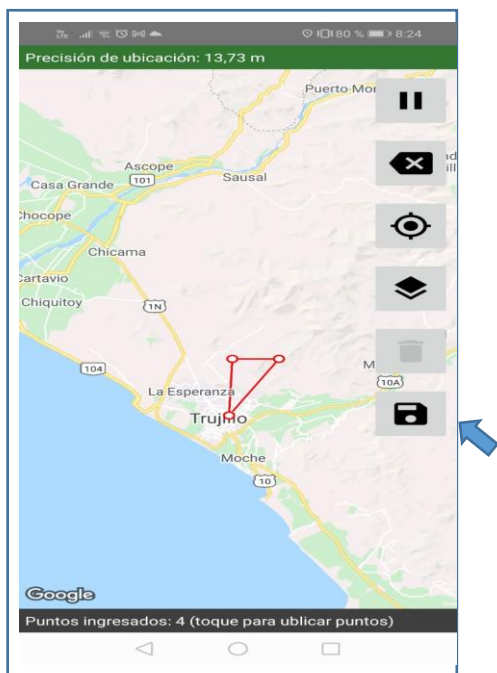 80 % 8:24
Precisión de ubicación: 13,73 m
Puerto Mor
Ascope
101
Casa Grande
Sausal
Chocope
Chicama
Cartavio
Chiquitoy
1N
104
M
10A
La Esperanza
Trujillo
Moche
10
Google
Puntos ingresados: 4 (toque para ublicar puntos)